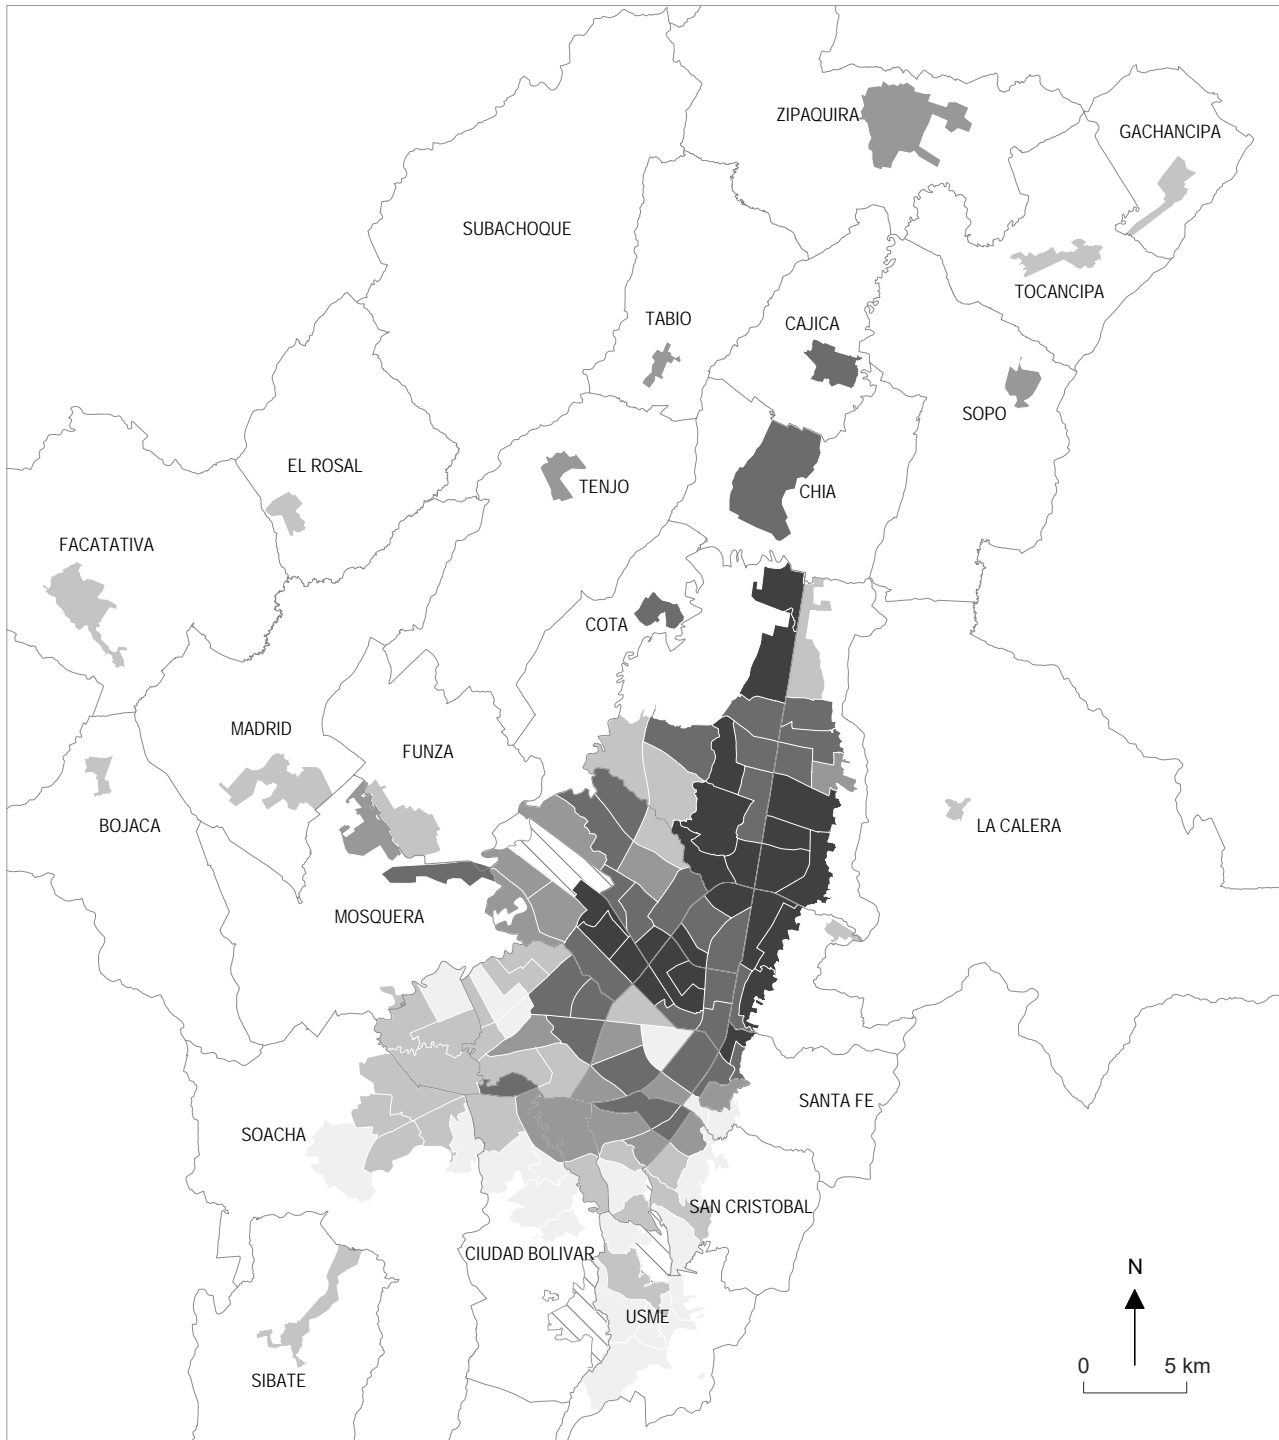 ZIPAQUIRA
GACHANCIPA
SUBACHOQUE
TOCANCIPA
TABIO
CAJICA
SOPO
EL ROSAL
TENJO
CHIA
FACATATIVA
COTA
MADRID
FUNZA
BOJACA
LA CALERA
MOSQUERA
SANTA FE
SOACHA
SAN CRISTOBAL
CIUDAD BOLIVAR
N
USME
0 5 km
SIBATE